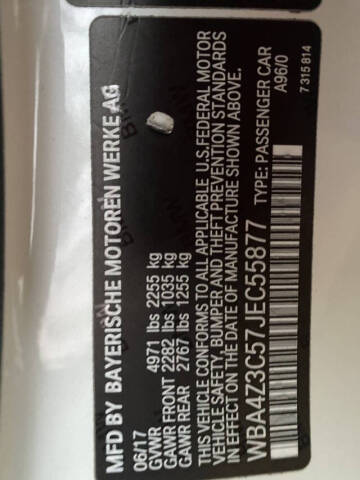 MFD BY BAYERISCHE MOTOREN WERKE AG
06/17
GVWR 4971 lbs 2255 kg
GAWR FRONT 2282 lbs 1035 kg
GAWR REAR 2767 lbs 1255 kg
THIS VEHICLE CONFORMS TO ALL APPLICABLE U.S. FEDERAL MOTOR
VEHICLE SAFETY, BUMPER AND THEFT PREVENTION STANDARDS
IN EFFECT ON THE DATE OF MANUFACTURE SHOWN ABOVE.
WBA4Z3C57JEC55877
TYPE: PASSENGER CAR
A96/0
7 315 814